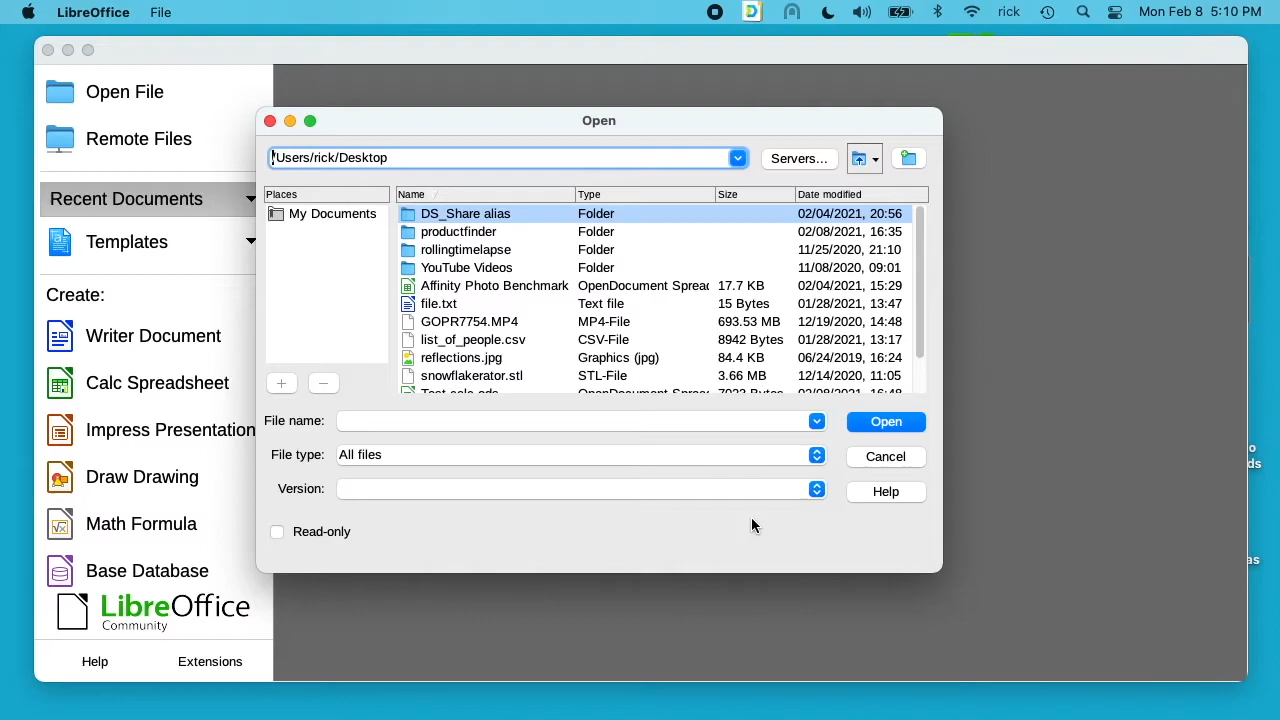 LibreOffice File rick Mon Feb 8 5:10 PM
Open File
Remote Files
Recent Documents
Templates
Create:
Writer Document
Calc Spreadsheet
Impress Presentation
Draw Drawing
Math Formula
Base Database
LibreOffice
Community
Help Extensions
Open
/Users/rick/Desktop Servers...
Places Name Type Size Date modified
My Documents DS_Share alias Folder 02/04/2021, 20:56
productfinder Folder 02/08/2021, 16:35
rollingtimelapse Folder 11/25/2020, 21:10
YouTube Videos Folder 11/08/2020, 09:01
Affinity Photo Benchmark OpenDocument Spread 17.7 KB 02/04/2021, 15:29
file.txt Text file 15 Bytes 01/28/2021, 13:47
GOPR7754.MP4 MP4-File 693.53 MB 12/19/2020, 14:48
list_of_people.csv CSV-File 8942 Bytes 01/28/2021, 13:17
reflections.jpg Graphics (jpg) 84.4 KB 06/24/2019, 16:24
snowflakerator.stl STL-File 3.66 MB 12/14/2020, 11:05
File name: Open
File type: All files Cancel
Version: Help
Read-only